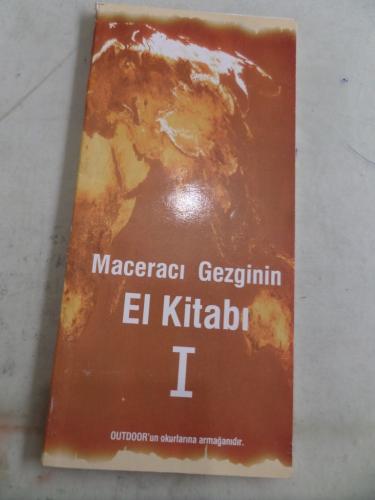 Maceracı Gezginin
El Kitabı
I
OUTDOOR'un okurlarına armağanıdır.